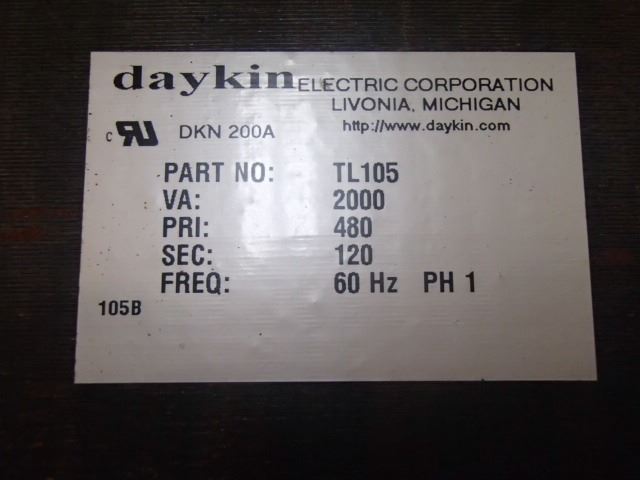 daykin ELECTRIC CORPORATION
LIVONIA, MICHIGAN
c RU DKN 200A http://www.daykin.com
PART NO: TL105
VA: 2000
PRI: 480
SEC: 120
FREQ: 60 Hz PH 1
105B